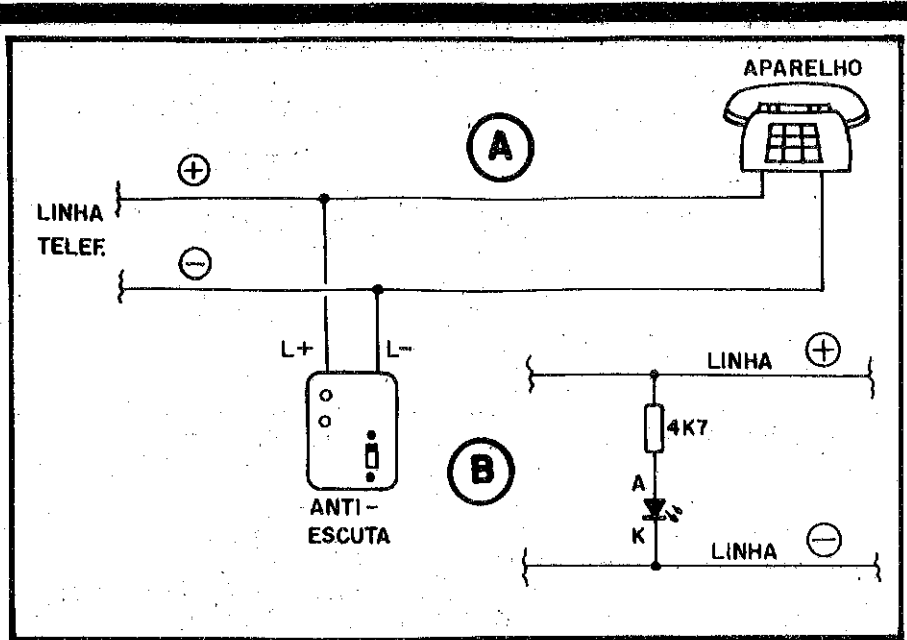 APARELHO
A
+
LINHA
TELEF.
−
L+ L−
ANTI-
ESCUTA
B
LINHA +
4K7
A
K
LINHA −